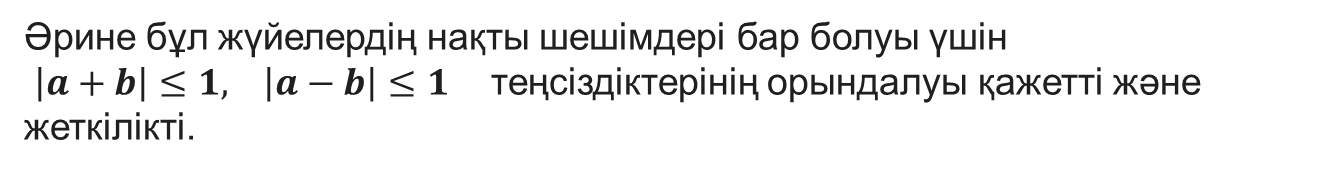 Әрине бұл жүйелердің нақты шешімдері бар болуы үшін
|a + b| ≤ 1, |a − b| ≤ 1 теңсіздіктерінің орындалуы қажетті және
жеткілікті.